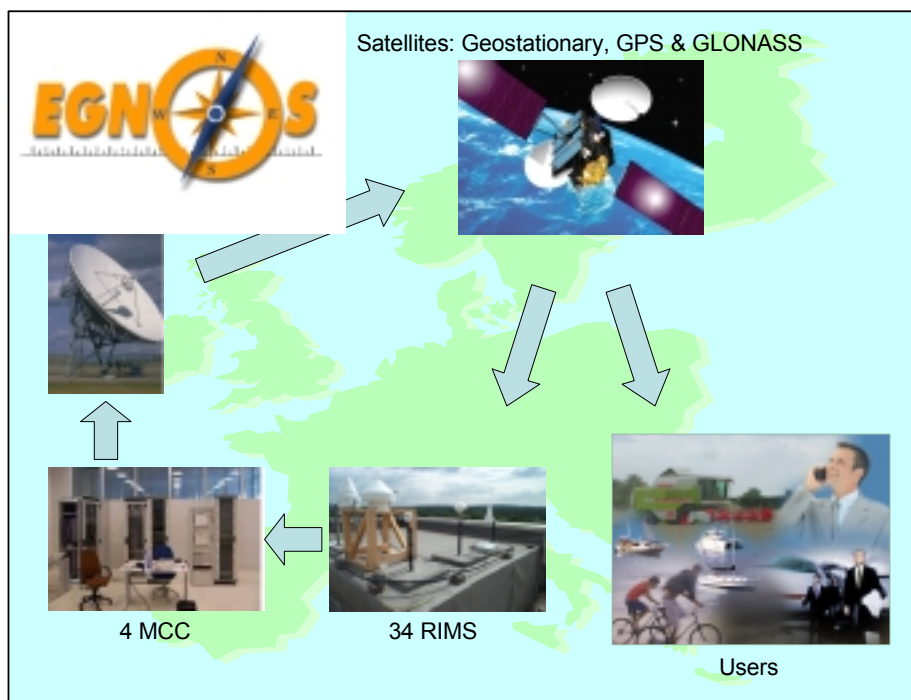 Satellites: Geostationary, GPS & GLONASS
EGNOS
N
W
E
S
4 MCC
34 RIMS
Users